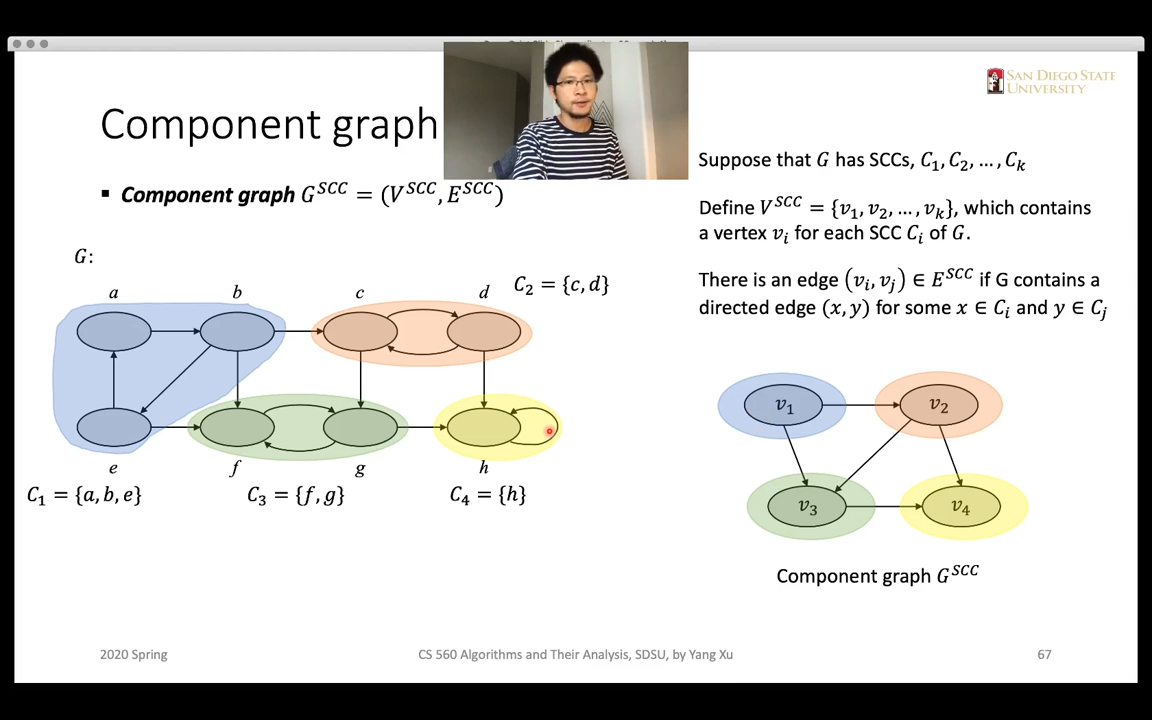 SAN DIEGO STATE
UNIVERSITY
Component graph
▪ Component graph G^SCC = (V^SCC, E^SCC)
Suppose that G has SCCs, C₁, C₂, …, Cₖ
Define V^SCC = {v₁, v₂, …, vₖ}, which contains
a vertex vᵢ for each SCC Cᵢ of G.
There is an edge (vᵢ, vⱼ) ∈ E^SCC if G contains a
directed edge (x, y) for some x ∈ Cᵢ and y ∈ Cⱼ
G:
a b c d C₂ = {c, d}
e f g h
C₁ = {a, b, e} C₃ = {f, g} C₄ = {h}
v₁ v₂
v₃ v₄
Component graph G^SCC
2020 Spring CS 560 Algorithms and Their Analysis, SDSU, by Yang Xu 67